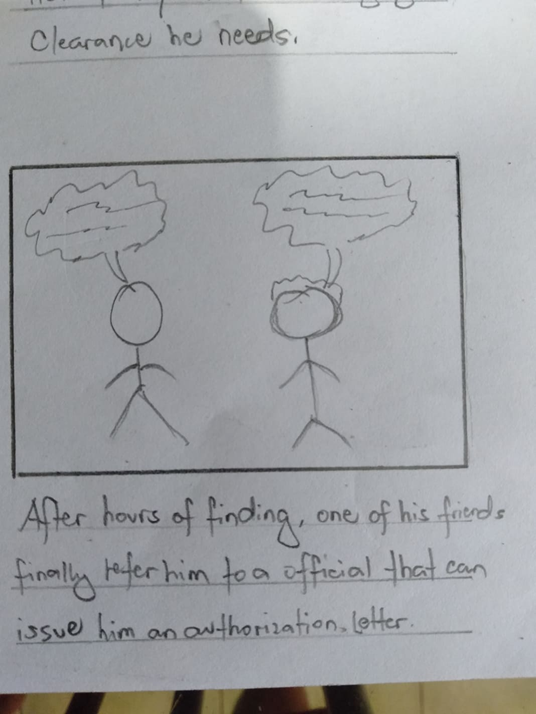 Clearance he needs.
After hours of finding, one of his friends
finally refer him to a official that can
issue him an authorization. letter.